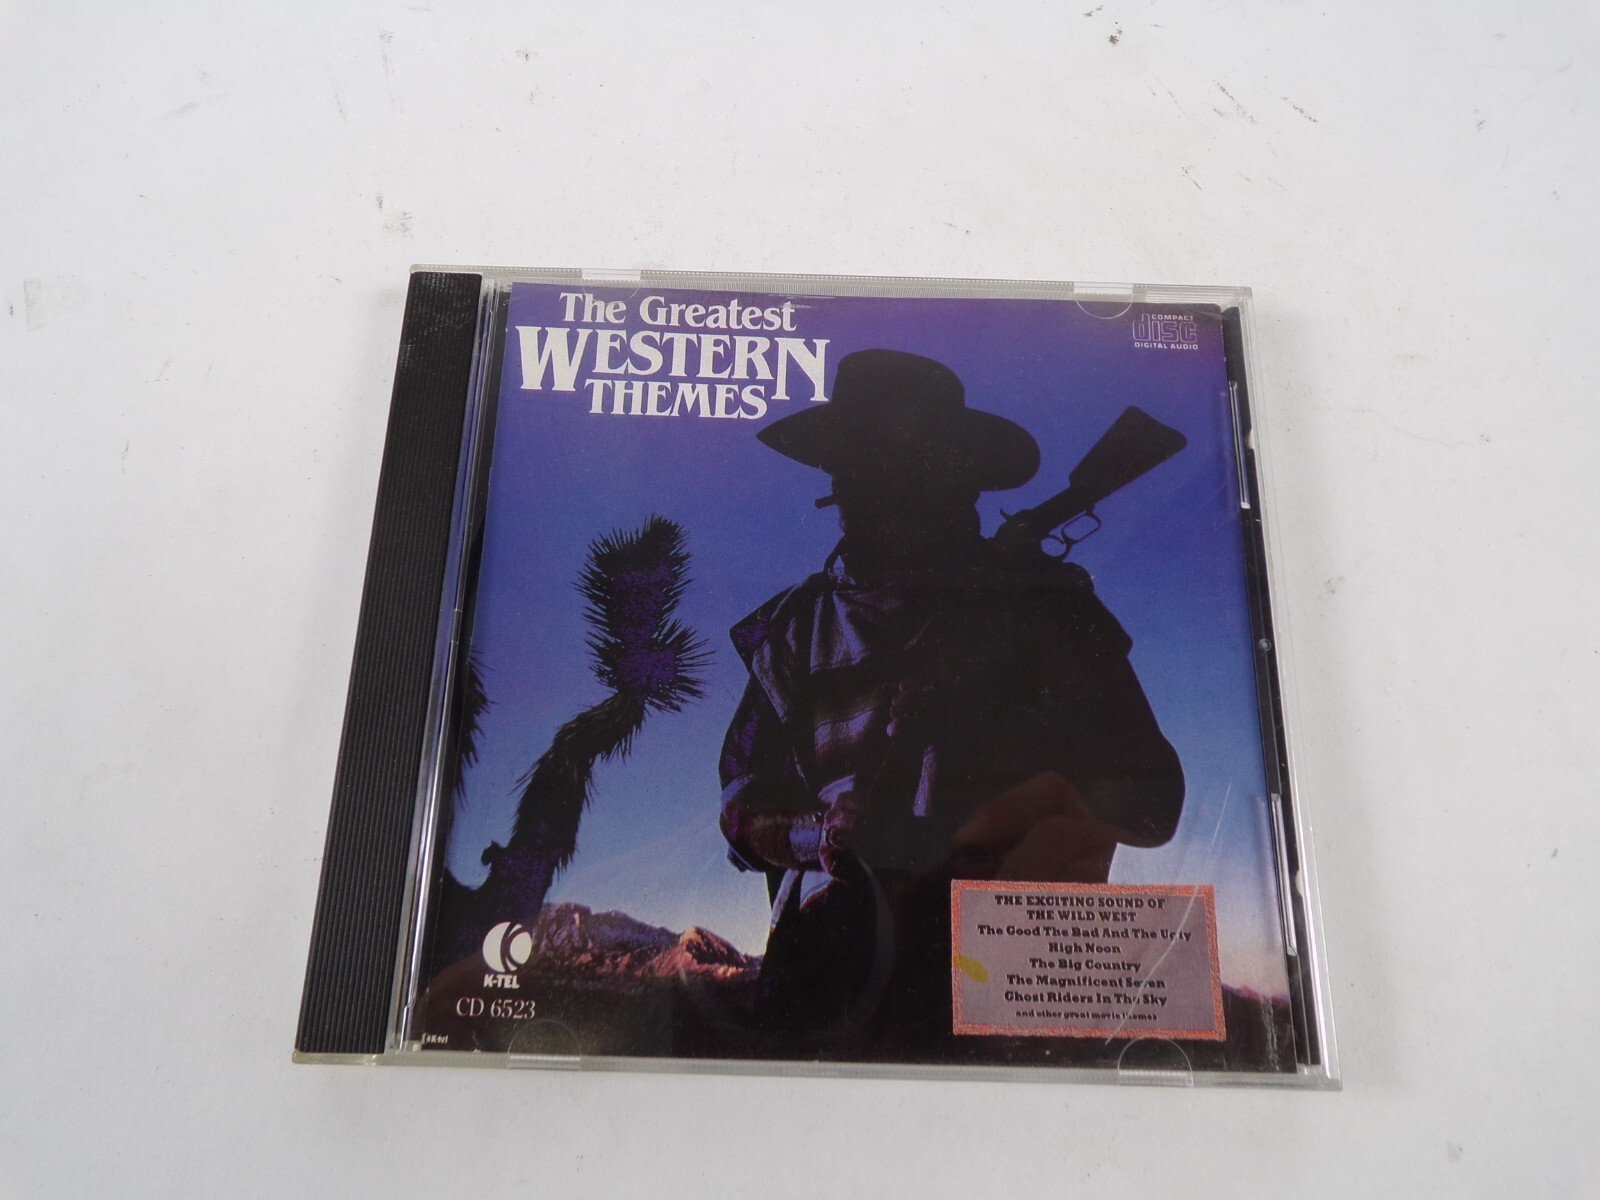 The Greatest
WESTERN
THEMES
COMPACT
disc
DIGITAL AUDIO
THE EXCITING SOUND OF
THE WILD WEST
The Good The Bad And The Ugly
High Noon
The Big Country
The Magnificent Seven
Ghost Riders In The Sky
and other great movie themes
K-TEL
CD 6523